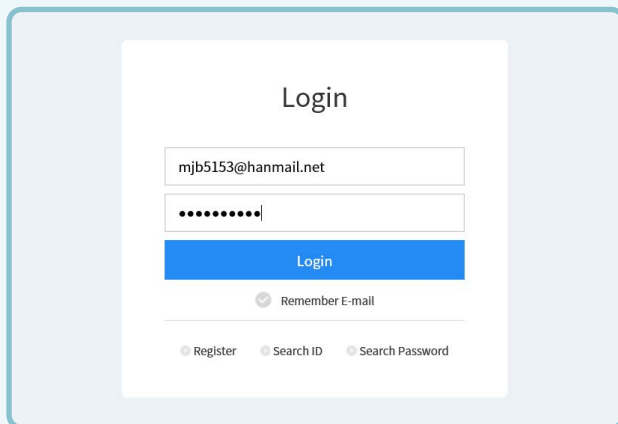 Login
mjb5153@hanmail.net
••••••••••
Login
Remember E-mail
Register Search ID Search Password